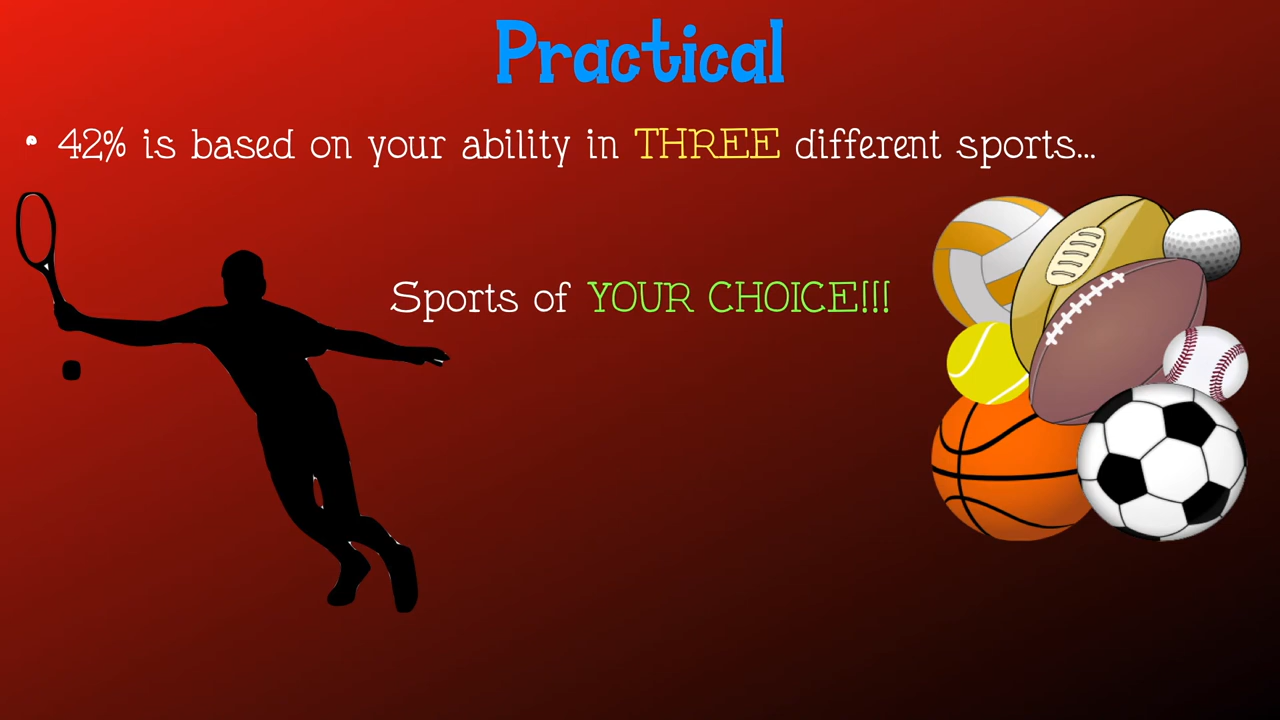 Practical
• 42% is based on your ability in THREE different sports...
Sports of YOUR CHOICE!!!